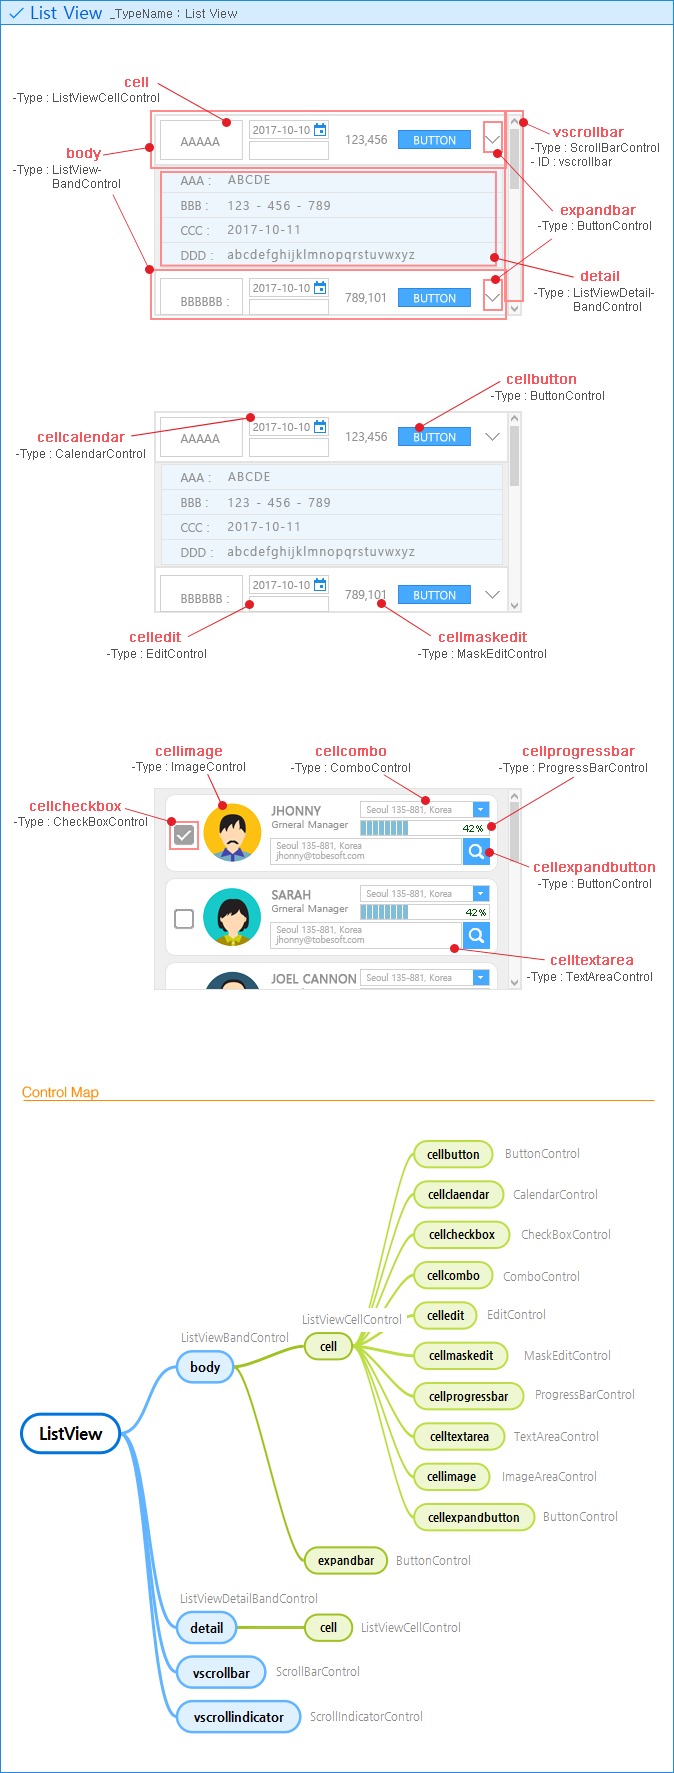 List View _TypeName : List View
cell
-Type : ListViewCellControl
body
-Type : ListView-
BandControl
AAAAA
2017-10-10
123,456
BUTTON
vscrollbar
-Type : ScrollBarControl
- ID : vscrollbar
AAA : ABCDE
BBB : 123 - 456 - 789
CCC : 2017-10-11
DDD : abcdefghijklmnopqrstuvwxyz
expandbar
-Type : ButtonControl
detail
-Type : ListViewDetail-
BandControl
BBBBBB :
2017-10-10
789,101
BUTTON
cellbutton
-Type : ButtonControl
cellcalendar
-Type : CalendarControl
AAAAA
2017-10-10
123,456
BUTTON
AAA : ABCDE
BBB : 123 - 456 - 789
CCC : 2017-10-11
DDD : abcdefghijklmnopqrstuvwxyz
BBBBBB :
2017-10-10
789,101
BUTTON
celledit
-Type : EditControl
cellmaskedit
-Type : MaskEditControl
cellimage
-Type : ImageControl
cellcombo
-Type : ComboControl
cellprogressbar
-Type : ProgressBarControl
cellcheckbox
-Type : CheckBoxControl
JHONNY
Grneral Manager
Seoul 135-881, Korea
42%
Seoul 135-881, Korea
jhonny@tobesoft.com
cellexpandbutton
-Type : ButtonControl
SARAH
Grneral Manager
Seoul 135-881, Korea
42%
Seoul 135-881, Korea
jhonny@tobesoft.com
celltextarea
-Type : TextAreaControl
JOEL CANNON
Seoul 135-881, Korea
Control Map
cellbutton ButtonControl
cellclaendar CalendarControl
cellcheckbox CheckBoxControl
cellcombo ComboControl
ListViewCellControl
celledit EditControl
ListViewBandControl
cell
cellmaskedit MaskEditControl
body
cellprogressbar ProgressBarControl
ListView
celltextarea TextAreaControl
cellimage ImageAreaControl
cellexpandbutton ButtonControl
expandbar ButtonControl
ListViewDetailBandControl
detail
cell ListViewCellControl
vscrollbar ScrollBarControl
vscrollindicator ScrollIndicatorControl